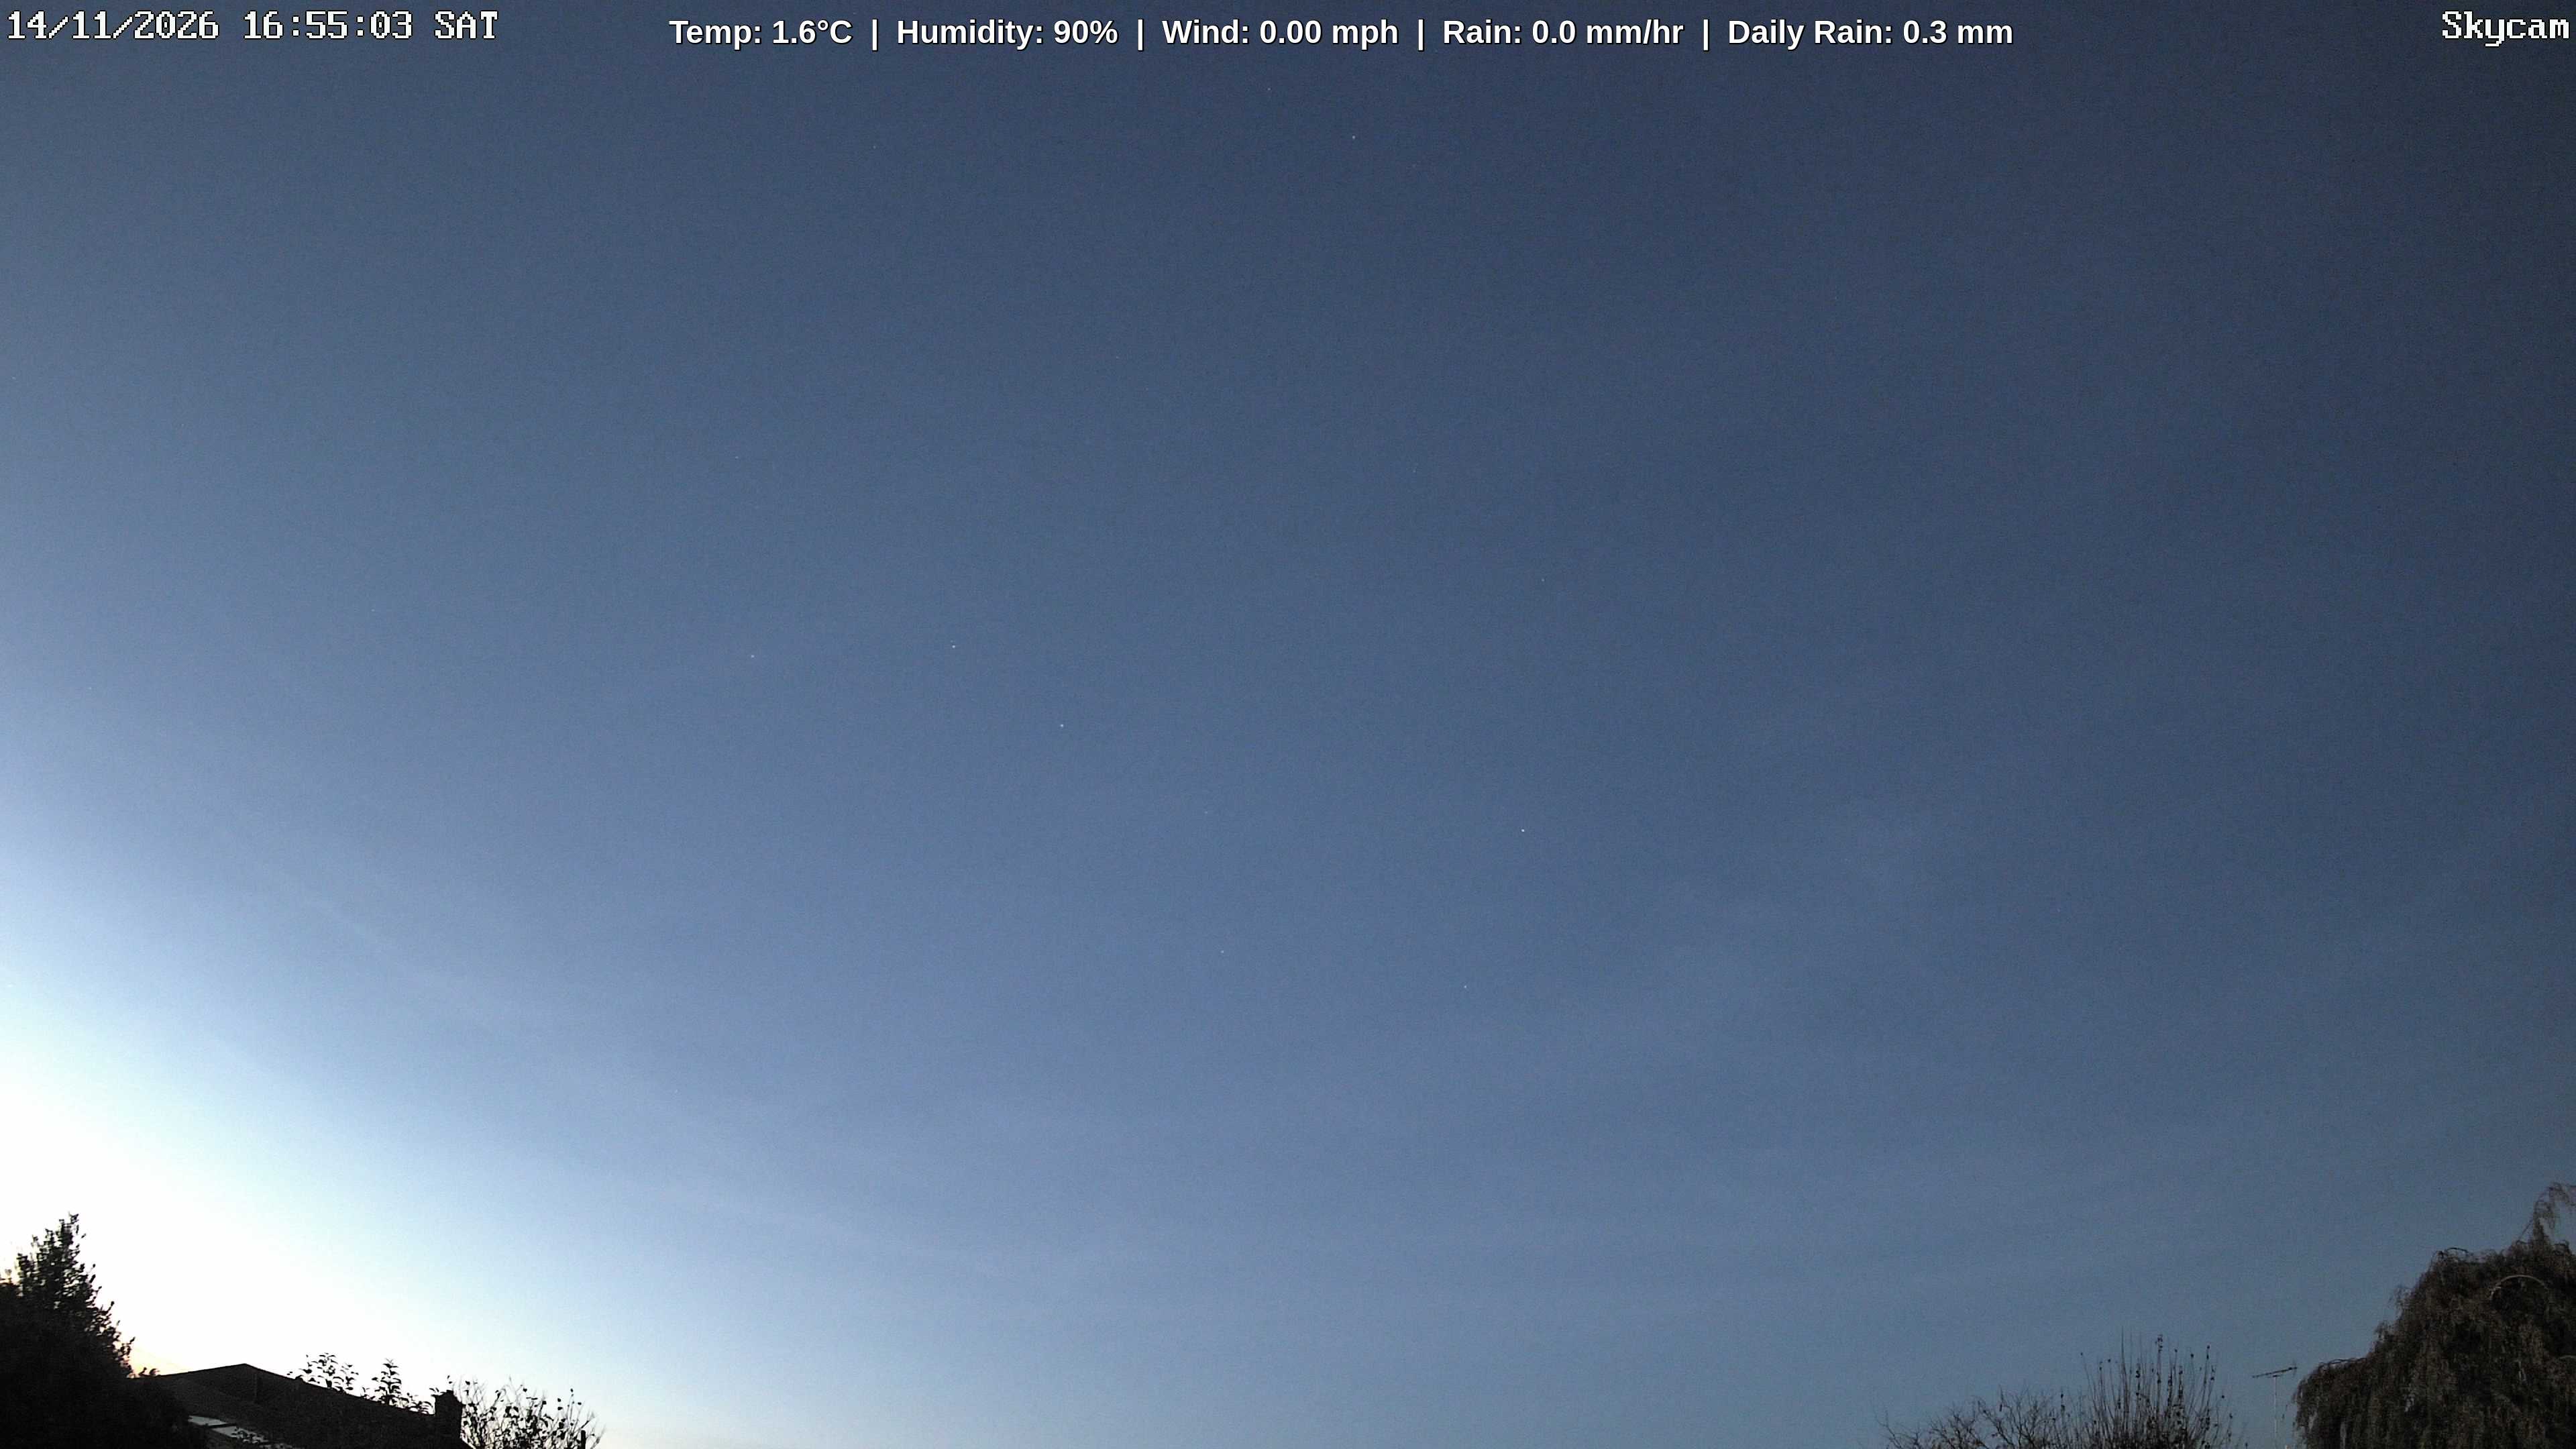 14/11/2026 16:55:03 SAT
Temp: 1.6°C | Humidity: 90% | Wind: 0.00 mph | Rain: 0.0 mm/hr | Daily Rain: 0.3 mm
Skycam